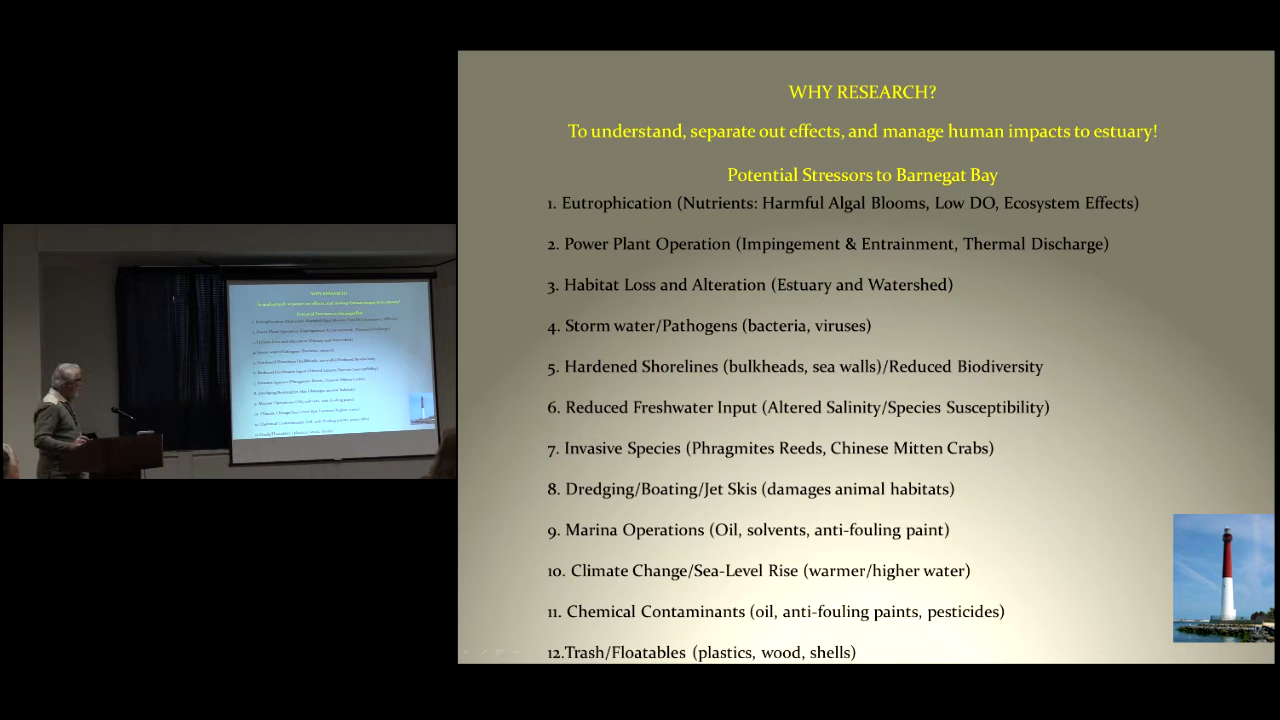 WHY RESEARCH?
To understand, separate out effects, and manage human impacts to estuary!
Potential Stressors to Barnegat Bay
1. Eutrophication (Nutrients: Harmful Algal Blooms, Low DO, Ecosystem Effects)
2. Power Plant Operation (Impingement & Entrainment, Thermal Discharge)
3. Habitat Loss and Alteration (Estuary and Watershed)
4. Storm water/Pathogens (bacteria, viruses)
5. Hardened Shorelines (bulkheads, sea walls)/Reduced Biodiversity
6. Reduced Freshwater Input (Altered Salinity/Species Susceptibility)
7. Invasive Species (Phragmites Reeds, Chinese Mitten Crabs)
8. Dredging/Boating/Jet Skis (damages animal habitats)
9. Marina Operations (Oil, solvents, anti-fouling paint)
10. Climate Change/Sea-Level Rise (warmer/higher water)
11. Chemical Contaminants (oil, anti-fouling paints, pesticides)
12.Trash/Floatables (plastics, wood, shells)